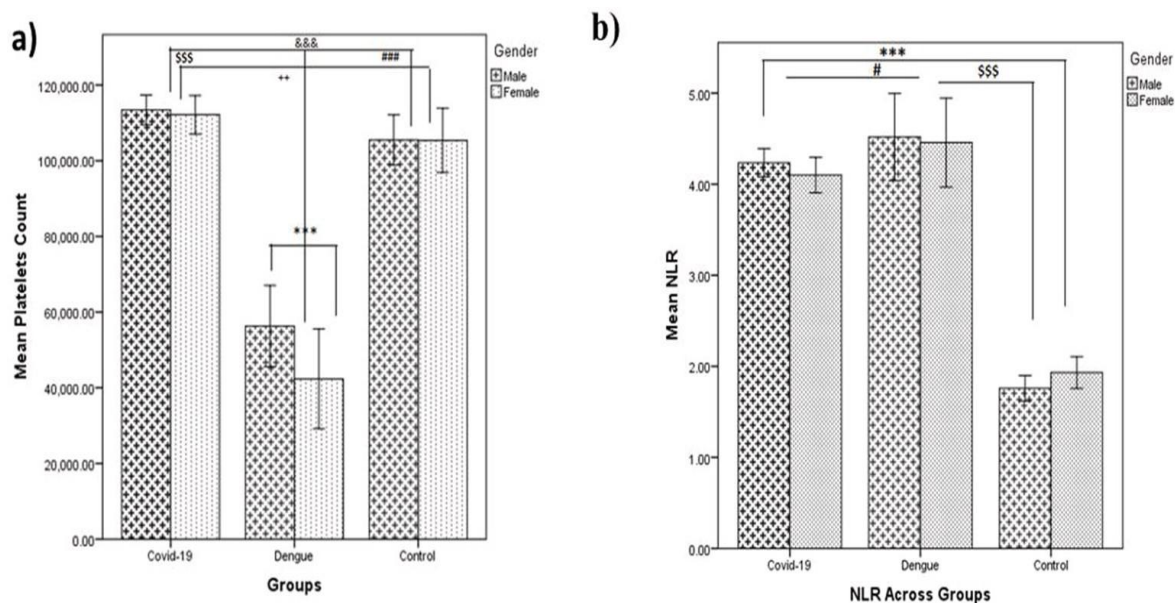 a)
&&&
$$$
###
++
Gender
Male
Female
120,000.00
100,000.00
80,000.00
60,000.00
40,000.00
20,000.00
0.00
***
Mean Platelets Count
Covid-19
Dengue
Control
Groups
b)
***
#
$$$
Gender
Male
Female
5.00
4.00
3.00
2.00
1.00
0.00
Mean NLR
Covid-19
Dengue
Control
NLR Across Groups